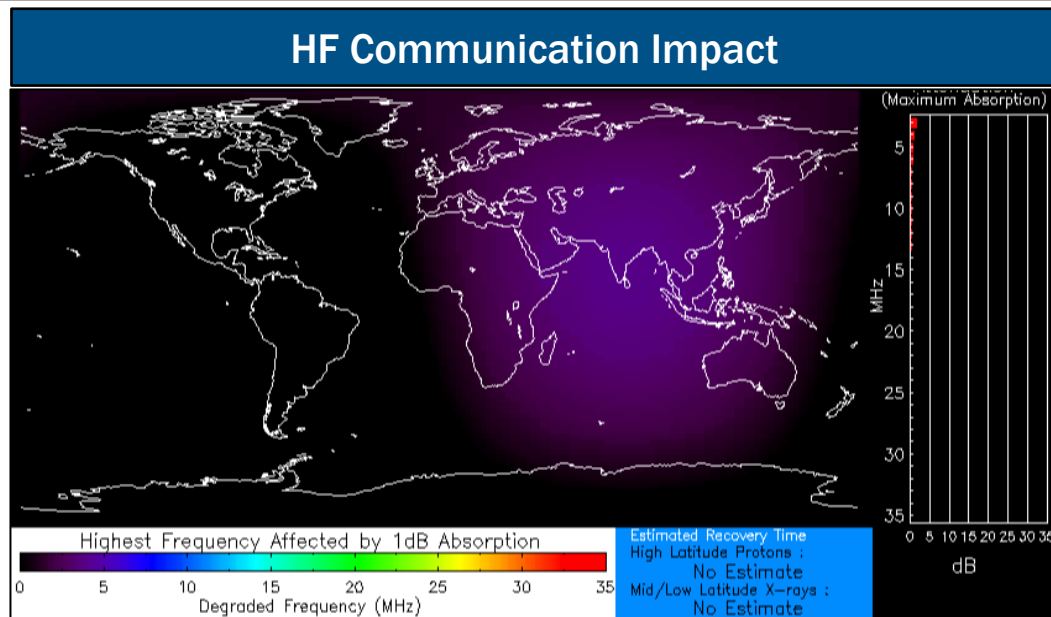 HF Communication Impact
(Maximum Absorption)
5
10
15
20
25
30
35
MHz
0 5 10 15 20 25 30 35
dB
Highest Frequency Affected by 1dB Absorption
0 5 10 15 20 25 30 35
Degraded Frequency (MHz)
Estimated Recovery Time
High Latitude Protons :
No Estimate
Mid/Low Latitude X-rays :
No Estimate